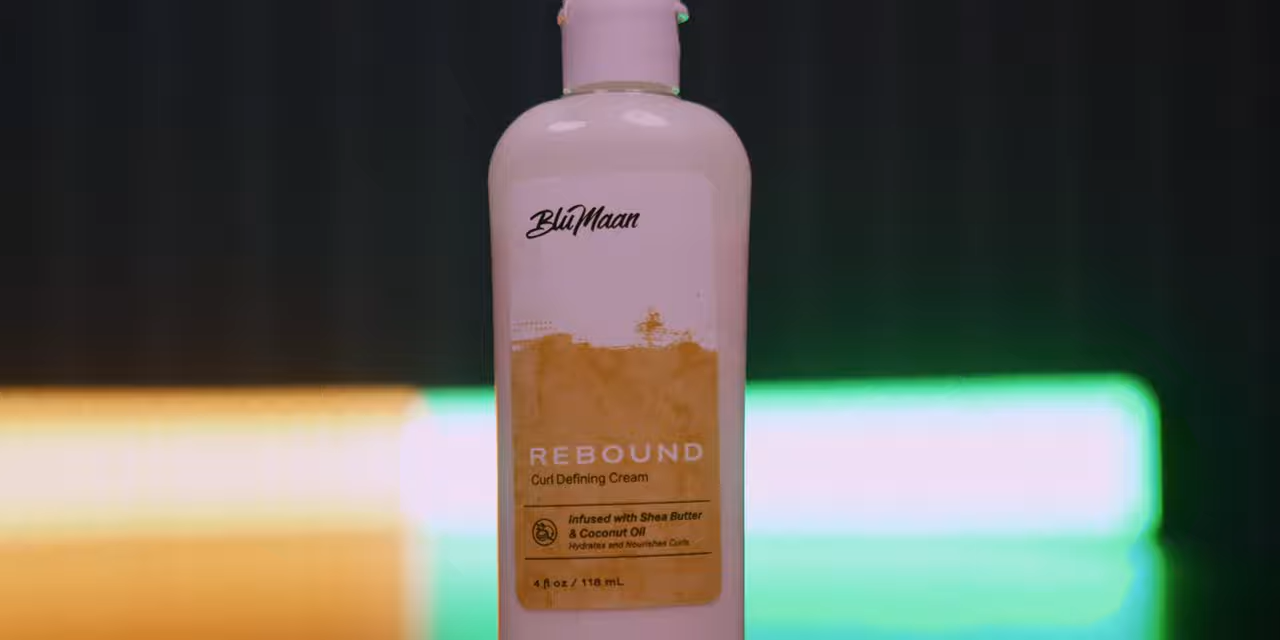 BluMaan
REBOUND
Curl Defining Cream
Infused with Shea Butter
& Coconut Oil
Hydrates and Nourishes Curls
4 fl oz / 118 mL